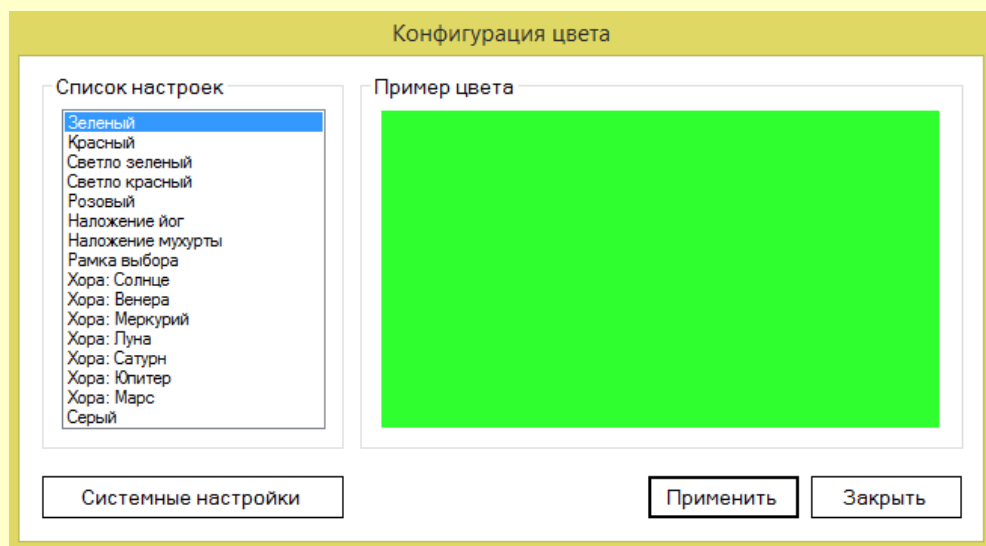 Конфигурация цвета
Список настроек
Зеленый
Красный
Светло зеленый
Светло красный
Розовый
Наложение йог
Наложение мухурты
Рамка выбора
Хора: Солнце
Хора: Венера
Хора: Меркурий
Хора: Луна
Хора: Сатурн
Хора: Юпитер
Хора: Марс
Серый
Пример цвета
Системные настройки
Применить
Закрыть